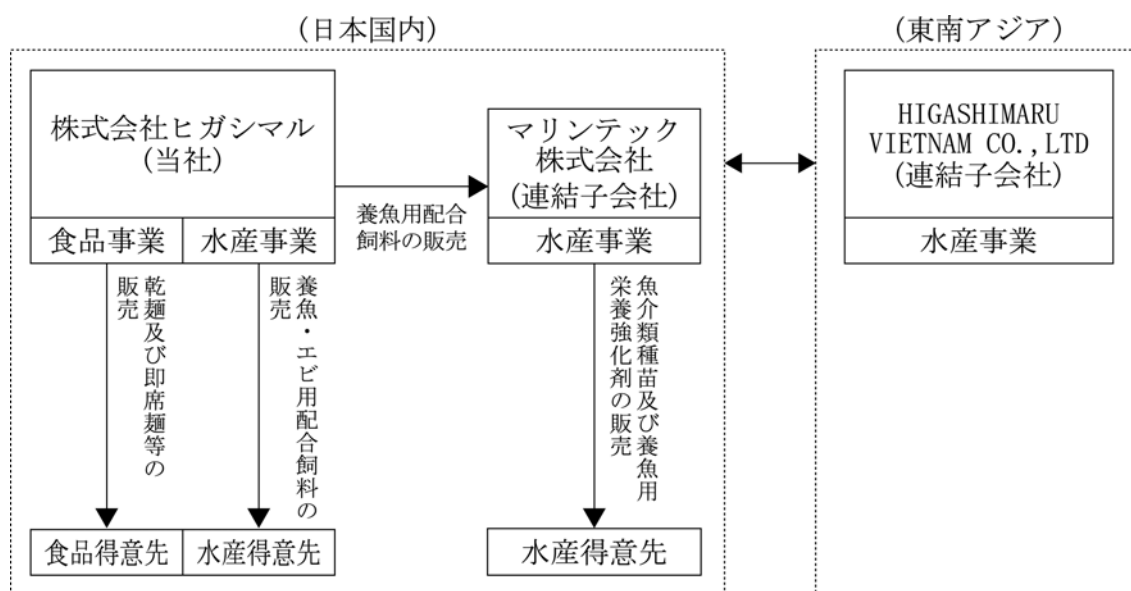 (日本国内)
(東南アジア)
株式会社ヒガシマル
(当社)
食品事業
水産事業
養魚用配合
飼料の販売
マリンテック
株式会社
(連結子会社)
水産事業
HIGASHIMARU
VIETNAM CO.,LTD
(連結子会社)
水産事業
乾麺及び即席麺等の
販売
養魚・エビ用配合飼料の
販売
魚介類種苗及び養魚用
栄養強化剤の販売
食品得意先
水産得意先
水産得意先